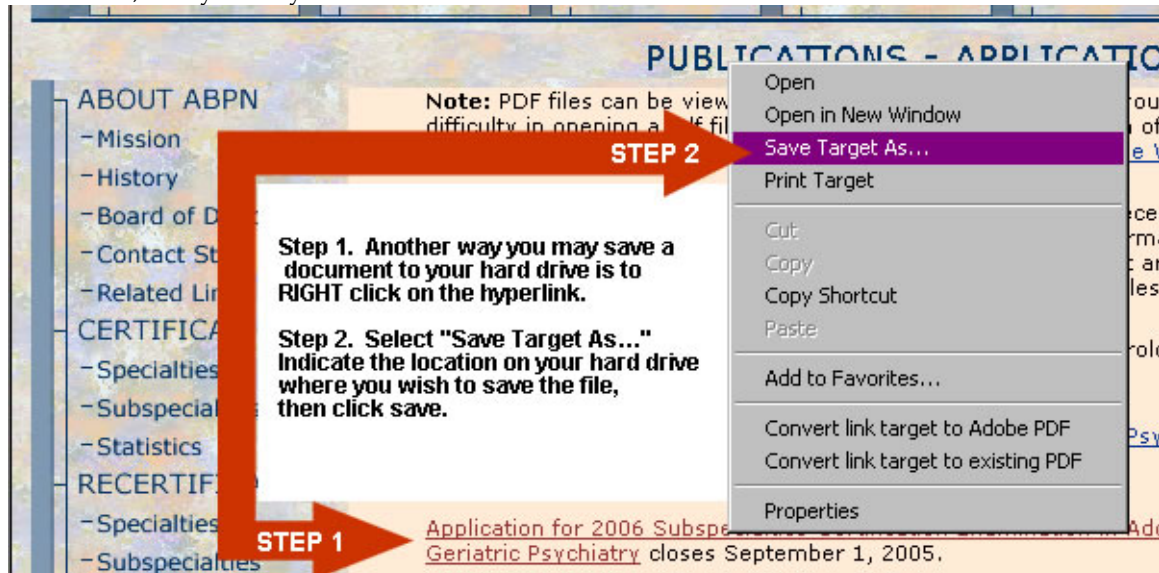 PUBLICATIONS - APPLICATIO
ABOUT ABPN
-Mission
-History
-Board of D
-Contact St
-Related Lin
CERTIFICA
-Specialties
-Subspecial
-Statistics
RECERTIF
-Specialties
-Subspecialties
Note: PDF files can be view
difficulty in opening a
STEP 2
Step 1. Another way you may save a
document to your hard drive is to
RIGHT click on the hyperlink.
Step 2. Select "Save Target As..."
Indicate the location on your hard drive
where you wish to save the file,
then click save.
STEP 1
Open
Open in New Window
Save Target As...
Print Target
Cut
Copy
Copy Shortcut
Paste
Add to Favorites...
Convert link target to Adobe PDF
Convert link target to existing PDF
Properties
Application for 2006
Geriatric Psychiatry closes September 1, 2005.